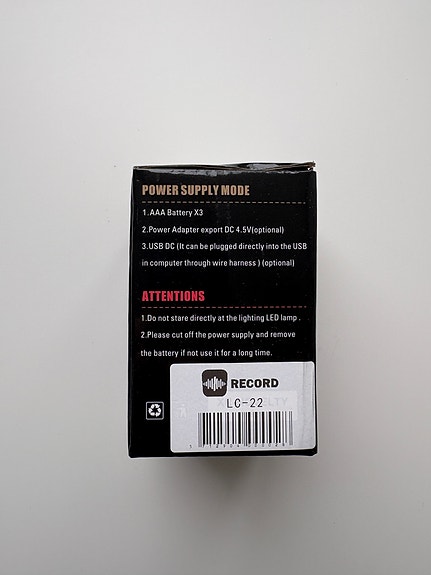 POWER SUPPLY MODE
1.AAA Battery X3
2.Power Adapter export DC 4.5V(optional)
3.USB DC (It can be plugged directly into the USB
in computer through wire harness ) (optional)
ATTENTIONS
1.Do not stare directly at the lighting LED lamp .
2.Please cut off the power supply and remove
the battery if not use it for a long time.
RECORD
LC-22